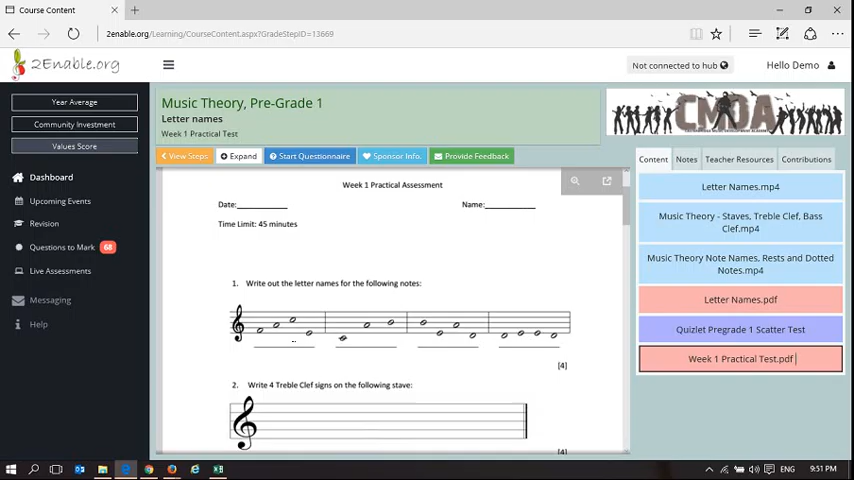 Course Content
2enable.org/Learning/CourseContent.aspx?GradeStepID=13669
2Enable.org
Not connected to hub
Hello Demo
Year Average
Community Investment
Values Score
Dashboard
Upcoming Events
Revision
Questions to Mark 68
Live Assessments
Messaging
Help
Music Theory, Pre-Grade 1
Letter names
Week 1 Practical Test
View Steps
Expand
Start Questionnaire
Sponsor Info.
Provide Feedback
Week 1 Practical Assessment
Date:___________ Name:___________
Time Limit: 45 minutes
1. Write out the letter names for the following notes:
[4]
2. Write 4 Treble Clef signs on the following stave:
[4]
CMDA
Content
Notes
Teacher Resources
Contributions
Letter Names.mp4
Music Theory - Staves, Treble Clef, Bass
Clef.mp4
Music Theory Note Names, Rests and Dotted
Notes.mp4
Letter Names.pdf
Quizlet Pregrade 1 Scatter Test
Week 1 Practical Test.pdf
ENG
9:51 PM